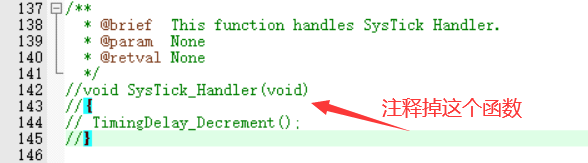 137 /**
138 * @brief This function handles SysTick Handler.
139 * @param None
140 * @retval None
141 */
142 //void SysTick_Handler(void)
143 //{
144 // TimingDelay_Decrement();
145 //}
146
注释掉这个函数